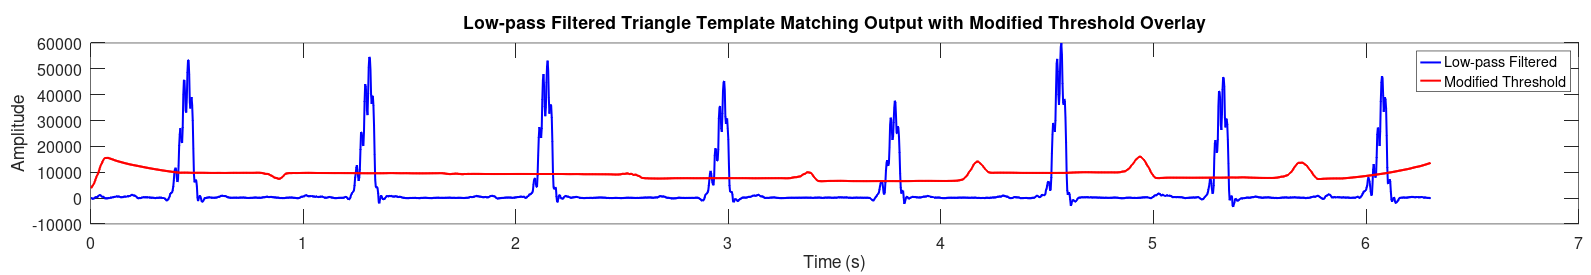 Low-pass Filtered Triangle Template Matching Output with Modified Threshold Overlay
60000
50000
40000
30000
20000
10000
0
-10000
Amplitude
Low-pass Filtered
Modified Threshold
0 1 2 3 4 5 6 7
Time (s)